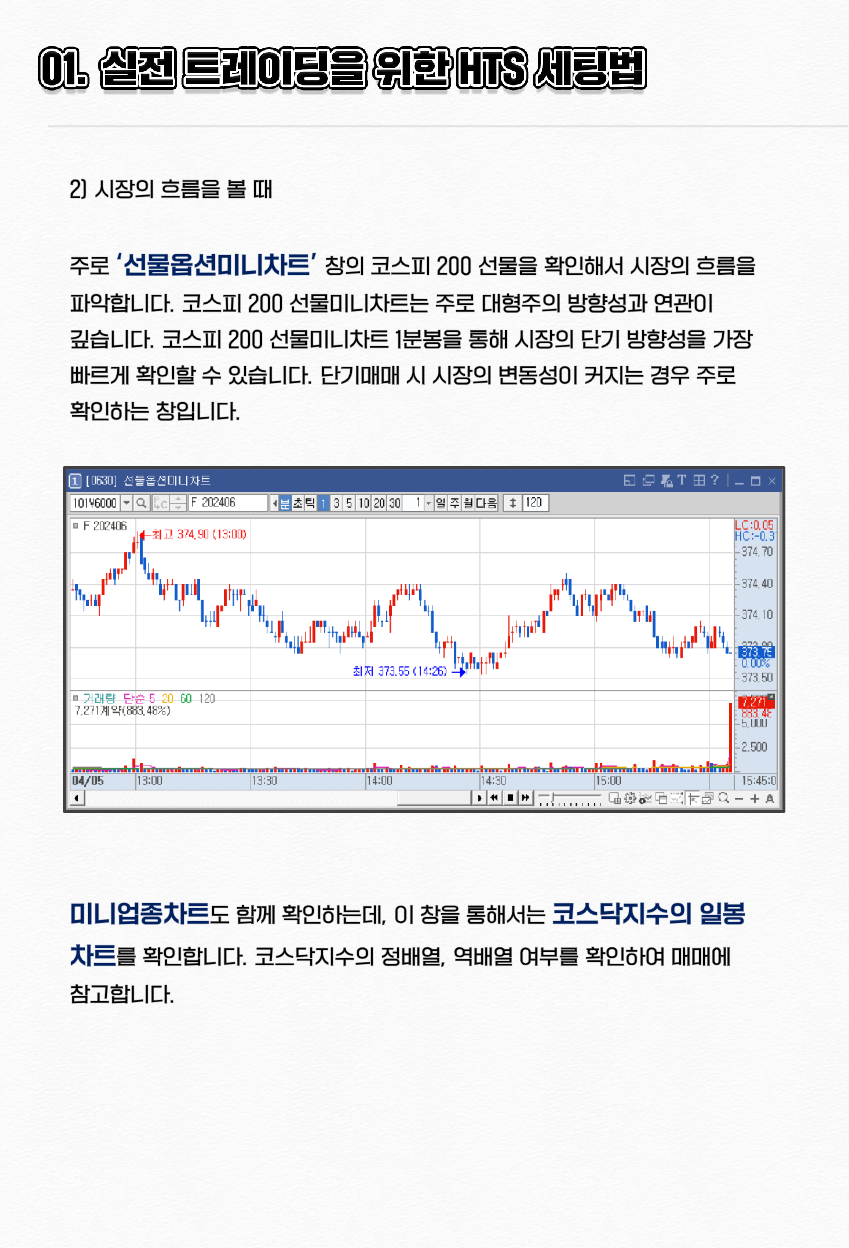 01. 실전 트레이딩을 위한 HTS 세팅법
2) 시장의 흐름을 볼 때
주로 ‘선물옵션미니차트’ 창의 코스피 200 선물을 확인해서 시장의 흐름을
파악합니다. 코스피 200 선물미니차트는 주로 대형주의 방향성과 연관이
깊습니다. 코스피 200 선물미니차트 1분봉을 통해 시장의 단기 방향성을 가장
빠르게 확인할 수 있습니다. 단기매매 시 시장의 변동성이 커지는 경우 주로
확인하는 창입니다.
1 [0630] 선물옵션미니차트
101V6000 F 202406 분 초 틱 1 3 5 10 20 30 1 일 주 월 다음 120
F 202406
최고 374.90 (13:00)
LC:0.05
HC:-0.3
374.70
374.40
374.10
373.75
0.00%
최저 373.55 (14:26)
373.50
거래량 단순 5 20 60 120
7,271계약(883.48%)
7,271
883.48
5,000
2,500
04/05 13:00 13:30 14:00 14:30 15:00 15:45:0
미니업종차트도 함께 확인하는데, 이 창을 통해서는 코스닥지수의 일봉
차트를 확인합니다. 코스닥지수의 정배열, 역배열 여부를 확인하여 매매에
참고합니다.